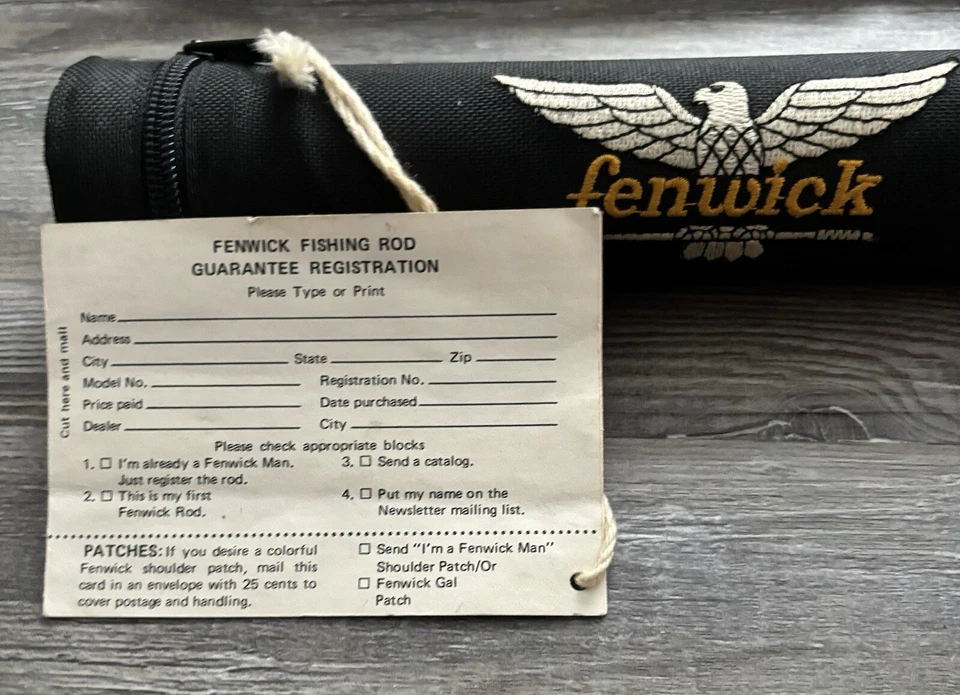 fenwick
FENWICK FISHING ROD
GUARANTEE REGISTRATION
Please Type or Print
Name
Address
City State Zip
Model No. Registration No.
Price paid Date purchased
Dealer City
Cut here and mail
Please check appropriate blocks
1. ☐ I'm already a Fenwick Man.
Just register the rod.
2. ☐ This is my first
Fenwick Rod.
3. ☐ Send a catalog.
4. ☐ Put my name on the
Newsletter mailing list.
PATCHES: If you desire a colorful
Fenwick shoulder patch, mail this
card in an envelope with 25 cents to
cover postage and handling.
☐ Send "I'm a Fenwick Man"
Shoulder Patch/Or
☐ Fenwick Gal
Patch